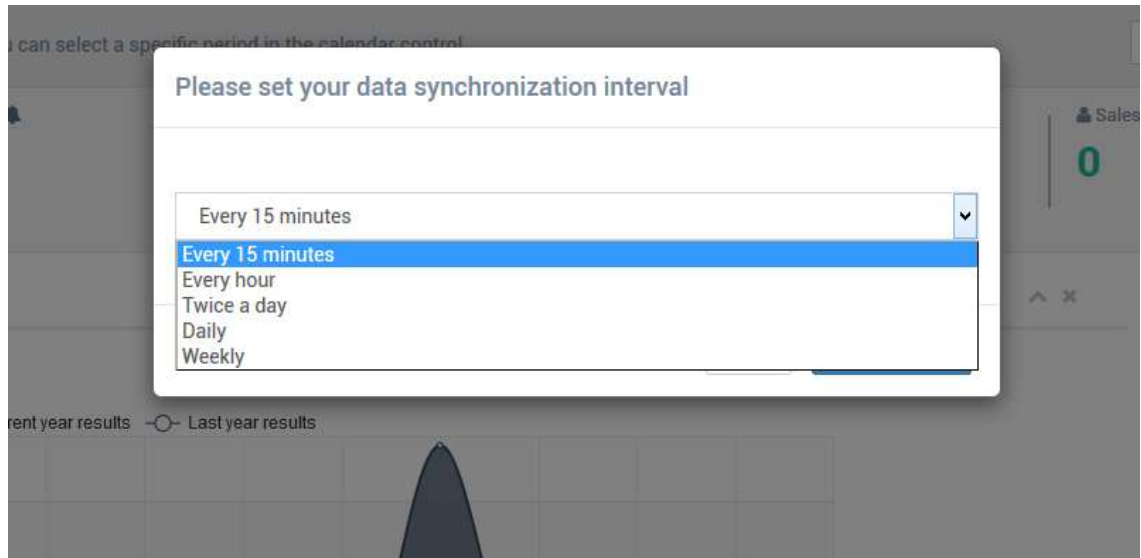 u can select a specific period in the calendar control
Please set your data synchronization interval
Sales
0
Every 15 minutes
Every 15 minutes
Every hour
Twice a day
Daily
Weekly
rent year results Last year results